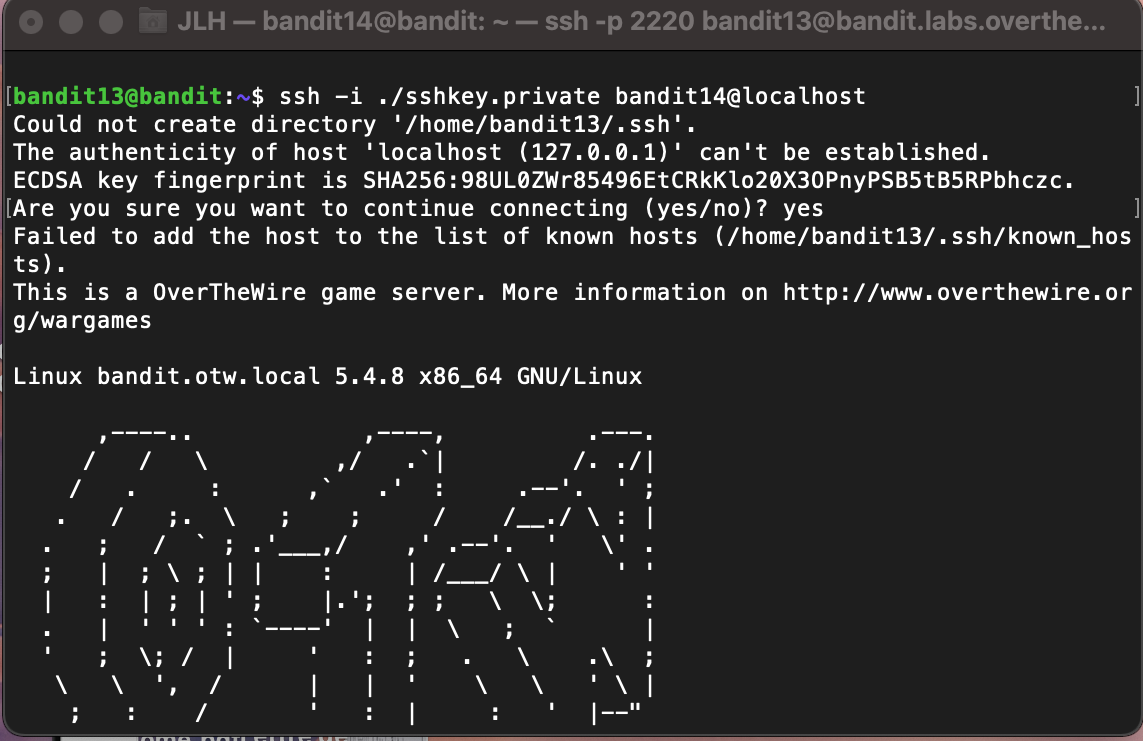 JLH — bandit14@bandit: ~ — ssh -p 2220 bandit13@bandit.labs.overthe...
[bandit13@bandit:~$ ssh -i ./sshkey.private bandit14@localhost ]
Could not create directory '/home/bandit13/.ssh'.
The authenticity of host 'localhost (127.0.0.1)' can't be established.
ECDSA key fingerprint is SHA256:98UL0ZWr85496EtCRkKlo20X3OPnyPSB5tB5RPbhczc.
[Are you sure you want to continue connecting (yes/no)? yes ]
Failed to add the host to the list of known hosts (/home/bandit13/.ssh/known_hos
ts).
This is a OverTheWire game server. More information on http://www.overthewire.or
g/wargames
Linux bandit.otw.local 5.4.8 x86_64 GNU/Linux
      ,----..            ,----,          .---.
     /   /   \         ,/   .`|         /. ./|
    /   .     :      ,`   .'  :     .--'.  ' ;
   .   /   ;.  \   ;    ;     /    /__./ \ : |
  .   ;   /  ` ; .'___,/    ,' .--'.  '   \' .
  ;   |  ; \ ; | |    :     | /___/ \ |    ' '
  |   :  | ; | ' ;    |.';  ; ;   \  \;      :
  .   |  ' ' ' : `----'  |  |  \   ;  `      |
  '   ;  \; /  |     '   :  ;   .   \    .\  ;
   \   \  ',  /      |   |  '    \   \   ' \ |
    ;   :    /       '   :  |     :   '  |--"